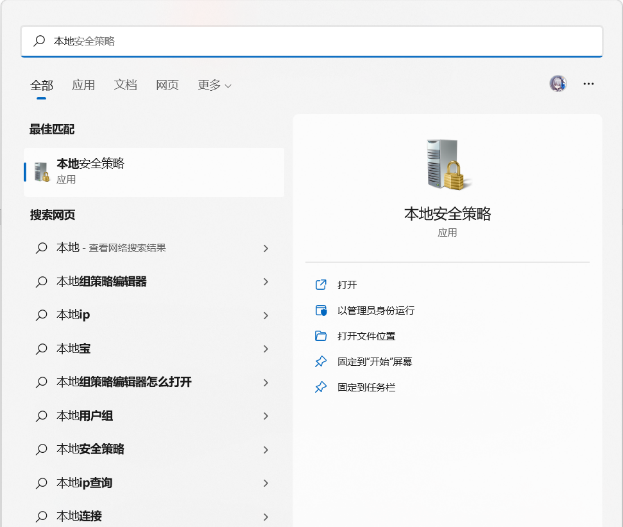 本地安全策略
全部 应用 文档 网页 更多
最佳匹配
本地安全策略
应用
搜索网页
本地 - 查看网络搜索结果
本地组策略编辑器
本地ip
本地宝
本地组策略编辑器怎么打开
本地用户组
本地安全策略
本地ip查询
本地连接
本地安全策略
应用
打开
以管理员身份运行
打开文件位置
固定到"开始"屏幕
固定到任务栏